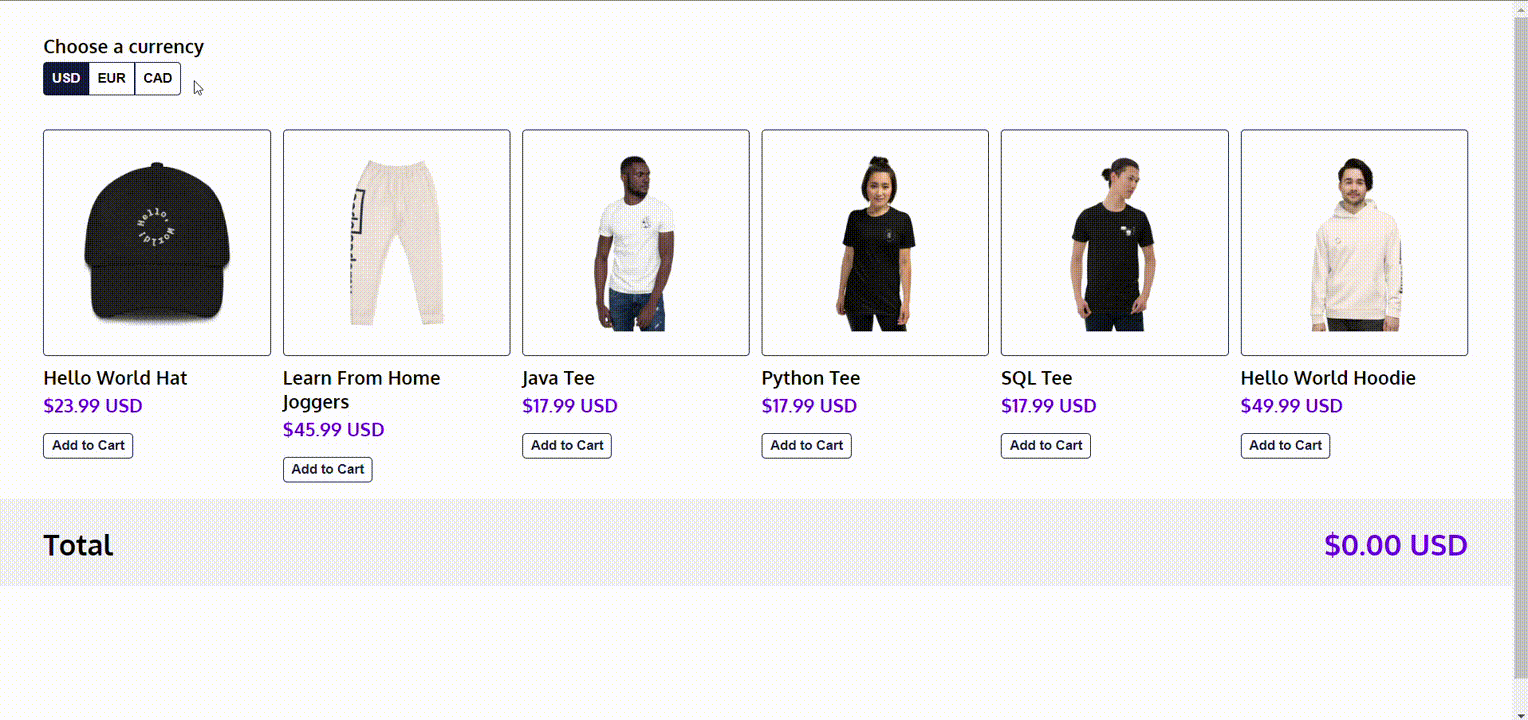 Choose a currency
USD EUR CAD
Hello, World!
Hello World Hat
$23.99 USD
Add to Cart
Learn From Home
Joggers
$45.99 USD
Add to Cart
Java Tee
$17.99 USD
Add to Cart
Python Tee
$17.99 USD
Add to Cart
SQL Tee
$17.99 USD
Add to Cart
Hello World Hoodie
$49.99 USD
Add to Cart
Total
$0.00 USD